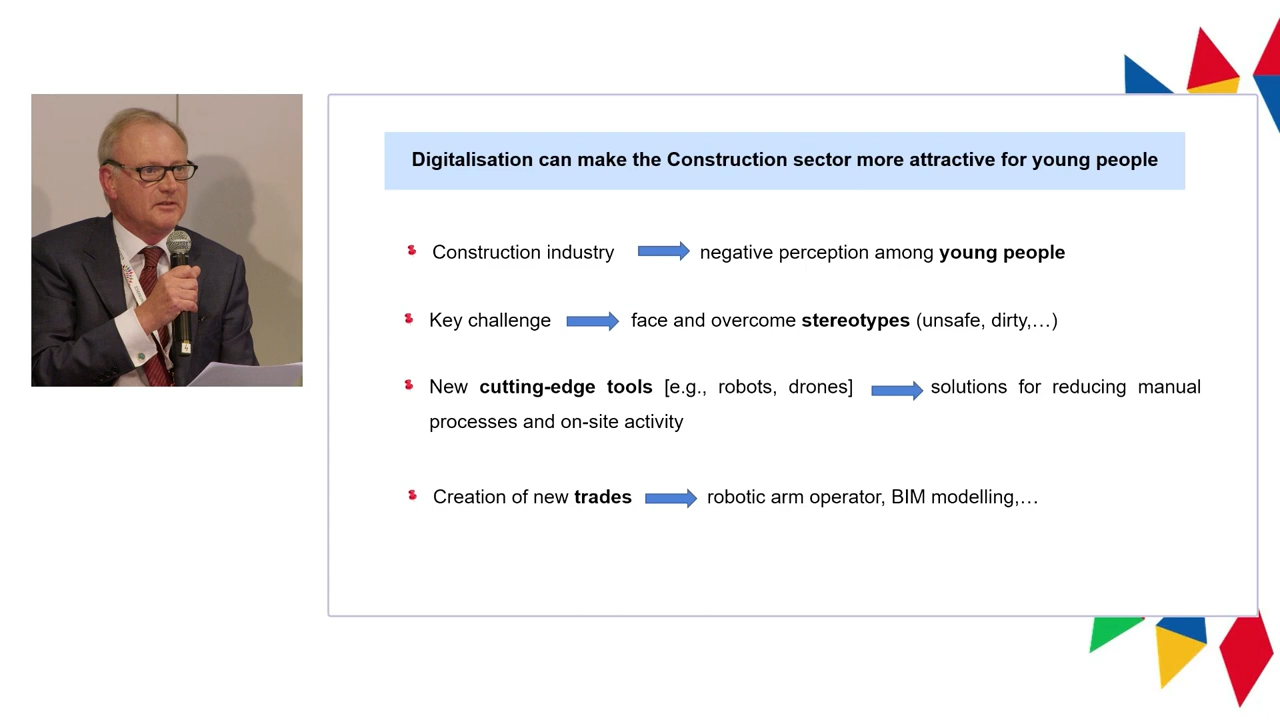 Digitalisation can make the Construction sector more attractive for young people
Construction industry negative perception among young people
Key challenge face and overcome stereotypes (unsafe, dirty,…)
New cutting-edge tools [e.g., robots, drones] solutions for reducing manual
processes and on-site activity
Creation of new trades robotic arm operator, BIM modelling,…